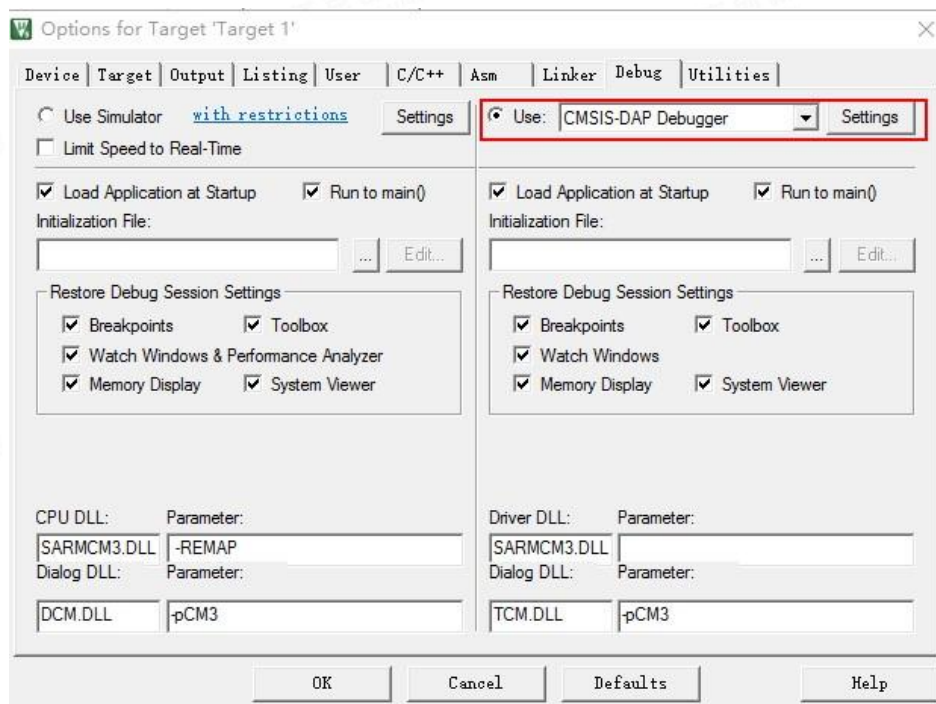 Options for Target 'Target 1'
Device Target Output Listing User C/C++ Asm Linker Debug Utilities
Use Simulator with restrictions Settings
Limit Speed to Real-Time
Load Application at Startup Run to main()
Initialization File:
... Edit...
Restore Debug Session Settings
Breakpoints Toolbox
Watch Windows & Performance Analyzer
Memory Display System Viewer
CPU DLL: Parameter:
SARMCM3.DLL -REMAP
Dialog DLL: Parameter:
DCM.DLL -pCM3
Use: CMSIS-DAP Debugger Settings
Load Application at Startup Run to main()
Initialization File:
... Edit...
Restore Debug Session Settings
Breakpoints Toolbox
Watch Windows
Memory Display System Viewer
Driver DLL: Parameter:
SARMCM3.DLL
Dialog DLL: Parameter:
TCM.DLL -pCM3
OK Cancel Defaults Help